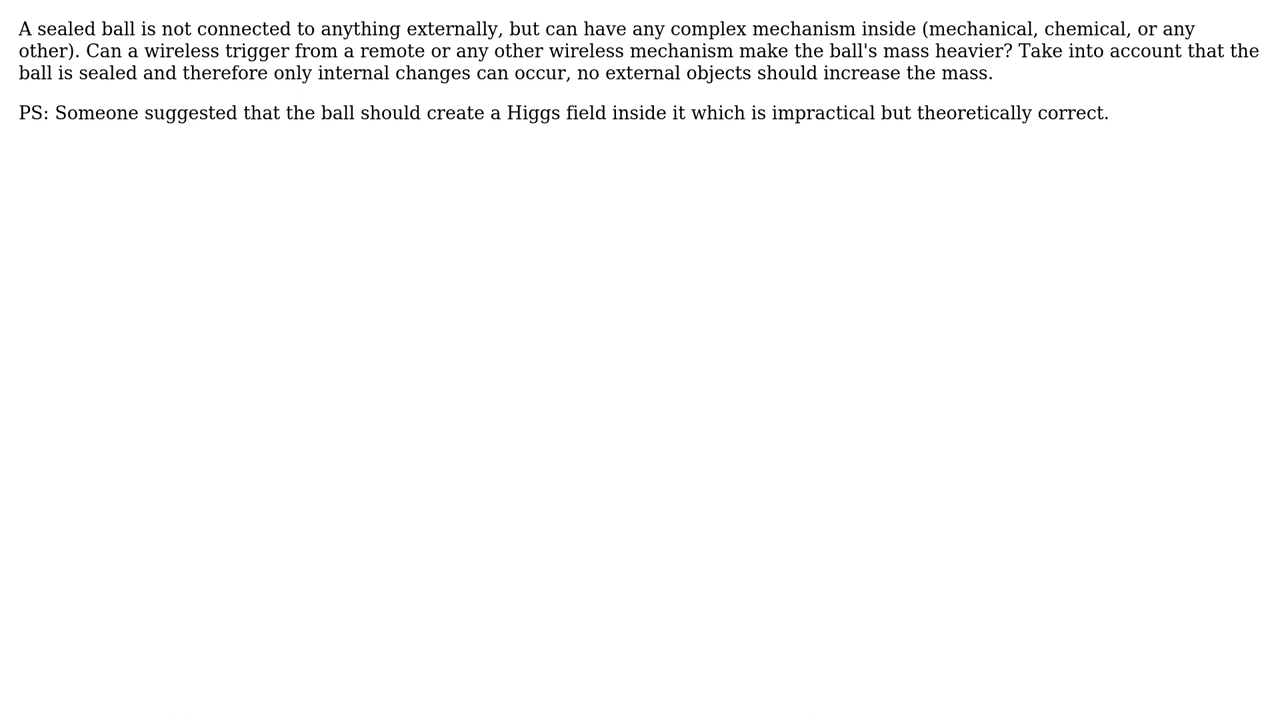 A sealed ball is not connected to anything externally, but can have any complex mechanism inside (mechanical, chemical, or any
other). Can a wireless trigger from a remote or any other wireless mechanism make the ball's mass heavier? Take into account that the
ball is sealed and therefore only internal changes can occur, no external objects should increase the mass.
PS: Someone suggested that the ball should create a Higgs field inside it which is impractical but theoretically correct.